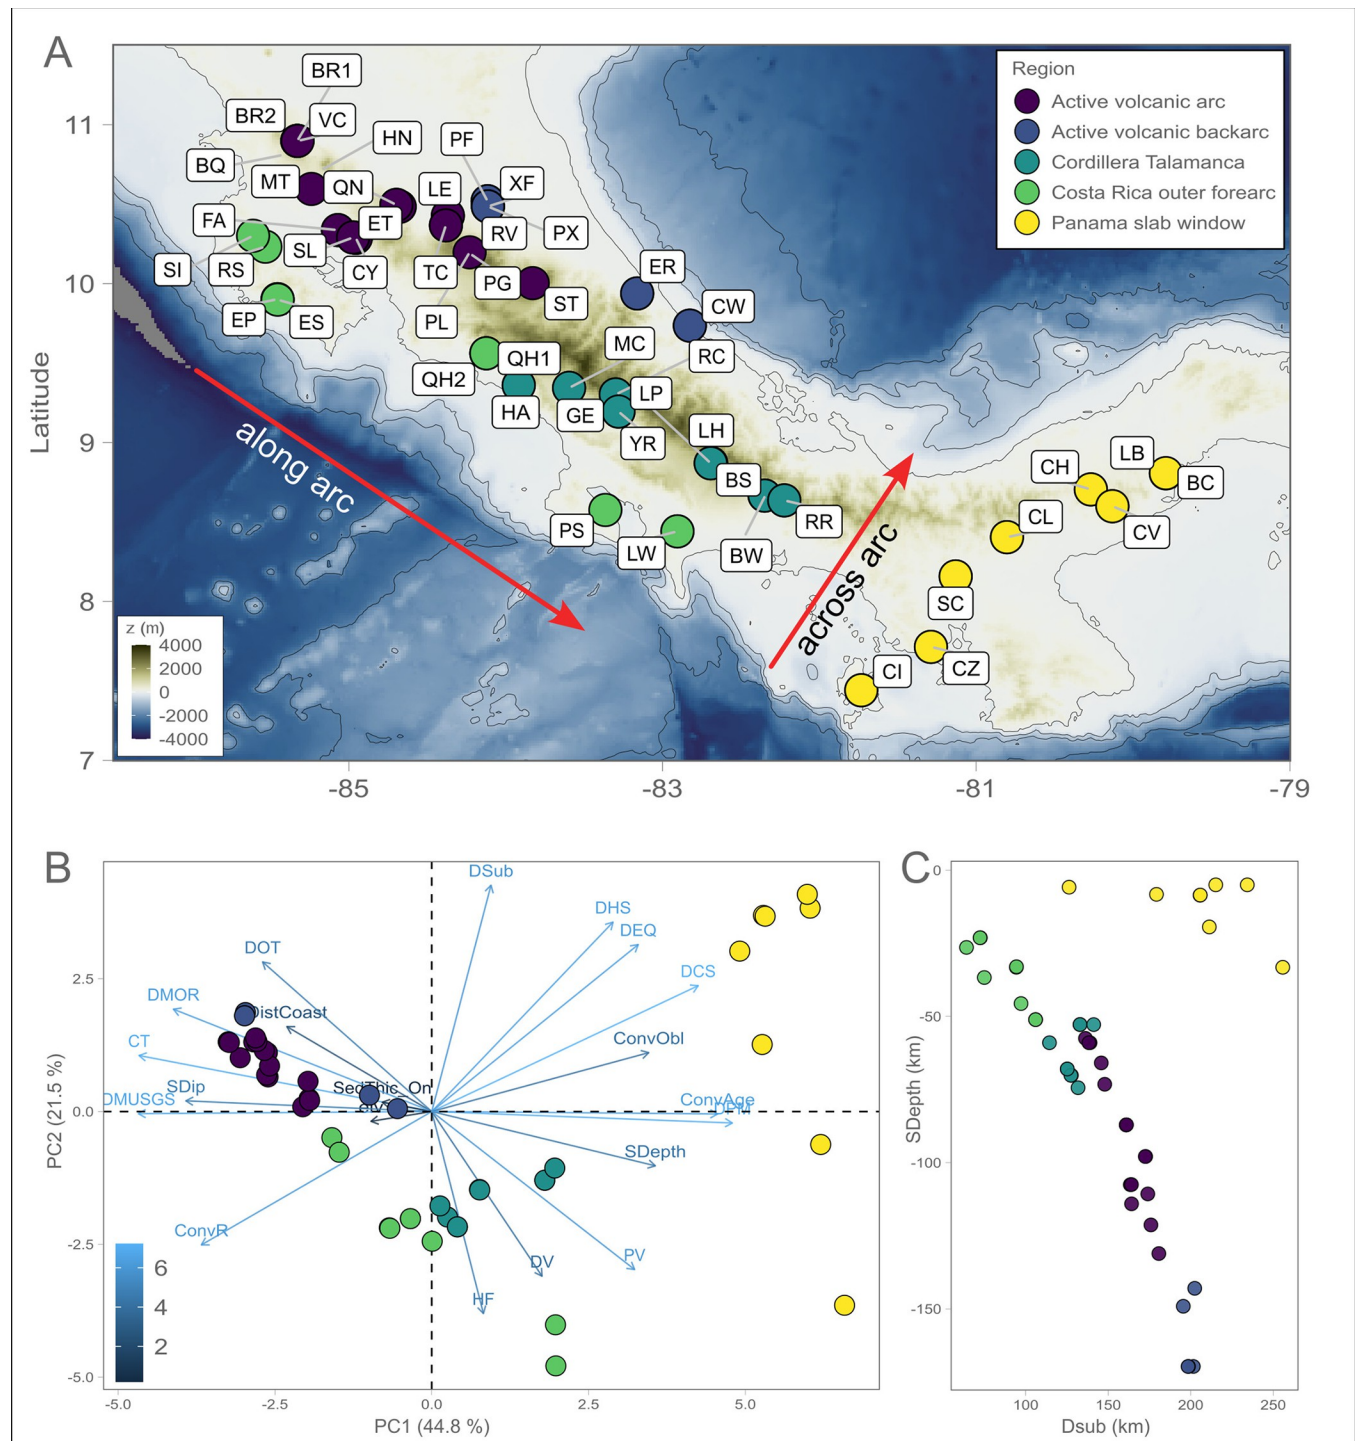 A
BR1
BR2
VC
HN
PF
BQ
MT
QN
LE
XF
FA
ET
RV
PX
SI
RS
SL
CY
TC
PG
ER
ST
CW
EP
ES
PL
MC
RC
QH2
QH1
LP
HA
GE
YR
LH
BS
CH
LB
BC
CL
CV
PS
LW
BW
RR
SC
CI
CZ
along arc
across arc
Region
Active volcanic arc
Active volcanic backarc
Cordillera Talamanca
Costa Rica outer forearc
Panama slab window
Latitude
11
10
9
8
7
z (m)
4000
2000
0
-2000
-4000
-85
-83
-81
-79
B
DSub
DHS
DEQ
DOT
DCS
DMOR
DistCoast
CT
ConvObl
SDip
SedThic_On
DMUSGS
ConvAge
SDepth
ConvR
DV
PV
HF
2.5
0.0
-2.5
-5.0
PC2 (21.5 %)
6
4
2
-5.0
-2.5
0.0
2.5
5.0
PC1 (44.8 %)
C
0
-50
-100
-150
SDepth (km)
100
150
200
250
Dsub (km)